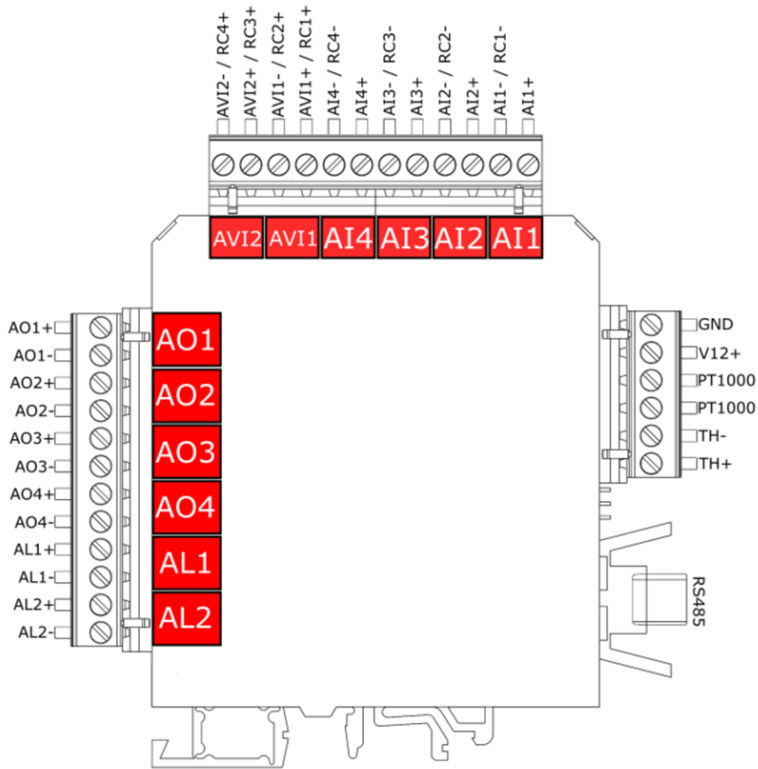 AVI2- / RC4+
AVI2+ / RC3+
AVI1- / RC2+
AVI1+ / RC1+
AI4- / RC4-
AI4+
AI3- / RC3-
AI3+
AI2- / RC2-
AI2+
AI1- / RC1-
AI1+
AVI2
AVI1
AI4
AI3
AI2
AI1
AO1+
AO1-
AO2+
AO2-
AO3+
AO3-
AO4+
AO4-
AL1+
AL1-
AL2+
AL2-
AO1
AO2
AO3
AO4
AL1
AL2
GND
V12+
PT1000
PT1000
TH-
TH+
RS485